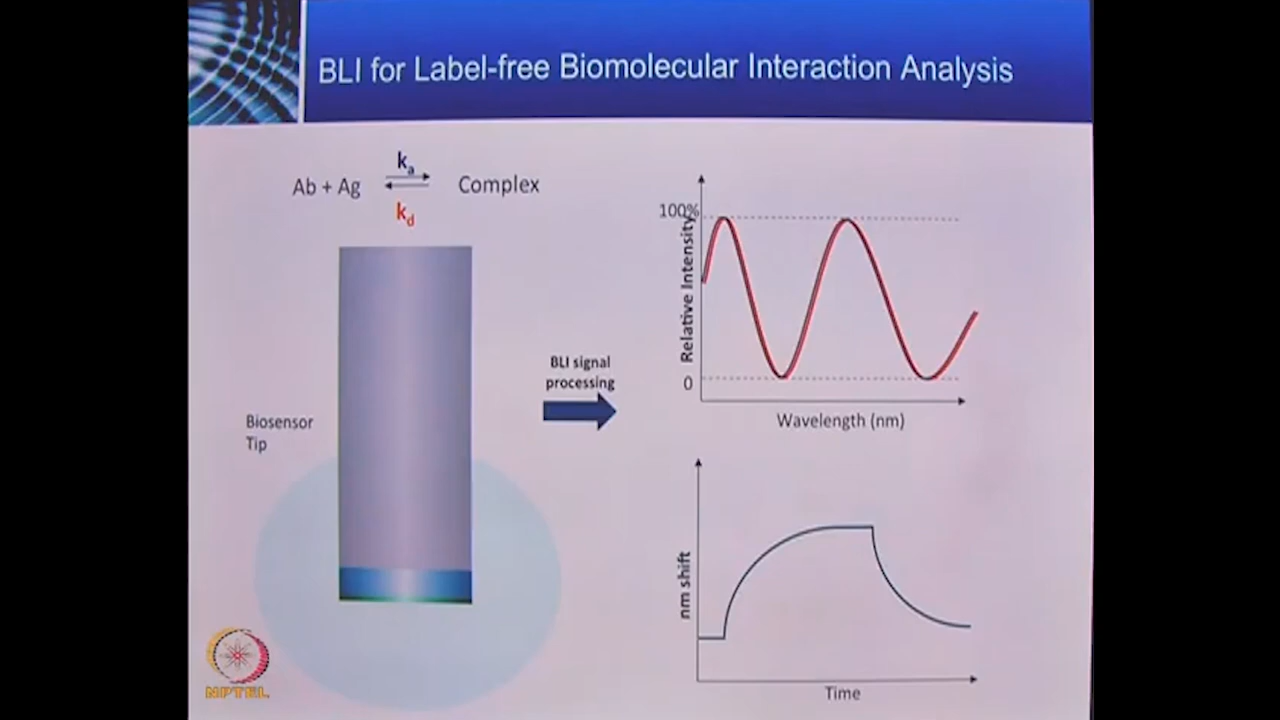 BLI for Label-free Biomolecular Interaction Analysis
ka
Ab + Ag
Complex
kd
100%
Relative Intensity
0
Wavelength (nm)
BLI signal
processing
Biosensor
Tip
nm shift
Time
NPTEL